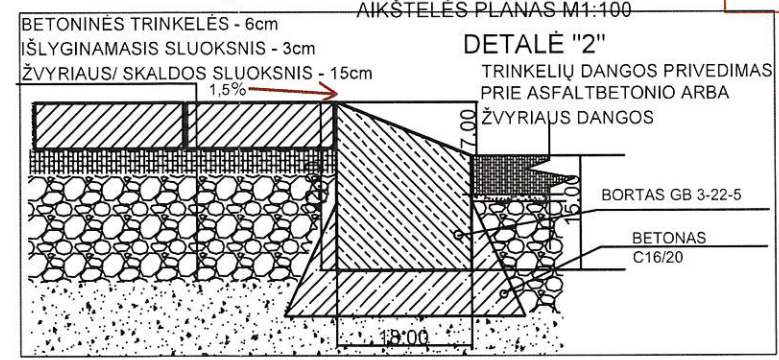 AIKŠTELĖS PLANAS M1:100
BETONINĖS TRINKELĖS - 6cm
IŠLYGINAMASIS SLUOKSNIS - 3cm
ŽVYRIAUS/ SKALDOS SLUOKSNIS - 15cm
1,5%
DETALĖ "2"
TRINKELIŲ DANGOS PRIVEDIMAS
PRIE ASFALTBETONIO ARBA
ŽVYRIAUS DANGOS
7.00
15.00
BORTAS GB 3-22-5
BETONAS
C16/20
18.00